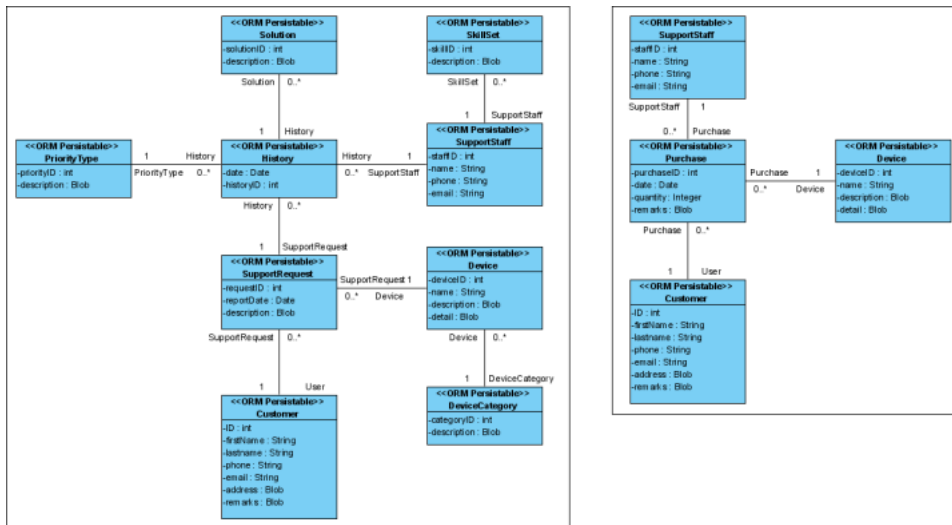 <<ORM Persistable>>
Solution
-solutionID : int
-description : Blob
Solution 0..*
1 History
<<ORM Persistable>>
SkillSet
-skillID : int
-description : Blob
SkillSet 0..*
1 SupportStaff
<<ORM Persistable>>
PriorityType
-priorityID : int
-description : Blob
1 History
PriorityType 0..*
<<ORM Persistable>>
History
-date : Date
-historyID : int
History 1
0..* SupportStaff
<<ORM Persistable>>
SupportStaff
-staffID : int
-name : String
-phone : String
-email : String
History 0..*
1 SupportRequest
<<ORM Persistable>>
SupportRequest
-requestID : int
-reportDate : Date
-description : Blob
SupportRequest 1
0..* Device
<<ORM Persistable>>
Device
-deviceID : int
-name : String
-description : Blob
-detail : Blob
SupportRequest 0..*
1 User
Device 0..*
1 DeviceCategory
<<ORM Persistable>>
Customer
-ID : int
-firstName : String
-lastname : String
-phone : String
-email : String
-address : Blob
-remarks : Blob
<<ORM Persistable>>
DeviceCategory
-categoryID : int
-description : Blob
<<ORM Persistable>>
SupportStaff
-staffID : int
-name : String
-phone : String
-email : String
SupportStaff 1
0..* Purchase
<<ORM Persistable>>
Purchase
-purchaseID : int
-date : Date
-quantity : Integer
-remarks : Blob
Purchase 1
0..* Device
<<ORM Persistable>>
Device
-deviceID : int
-name : String
-description : Blob
-detail : Blob
Purchase 0..*
1 User
<<ORM Persistable>>
Customer
-ID : int
-firstName : String
-lastname : String
-phone : String
-email : String
-address : Blob
-remarks : Blob